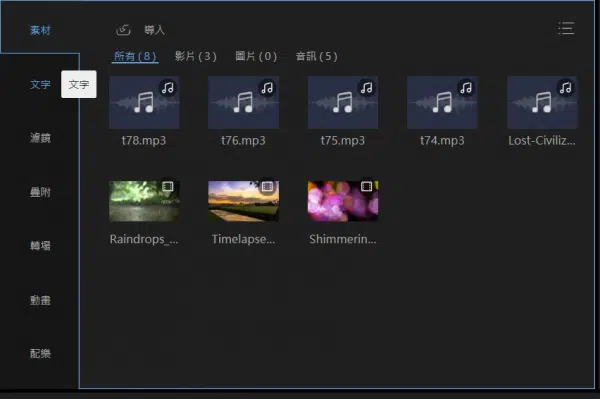 素材
文字
文字
濾鏡
疊附
轉場
動畫
配樂
導入
所有(8) 影片(3) 圖片(0) 音訊(5)
t78.mp3 t76.mp3 t75.mp3 t74.mp3 Lost-Civiliz...
Raindrops_... Timelapse... Shimmerin...